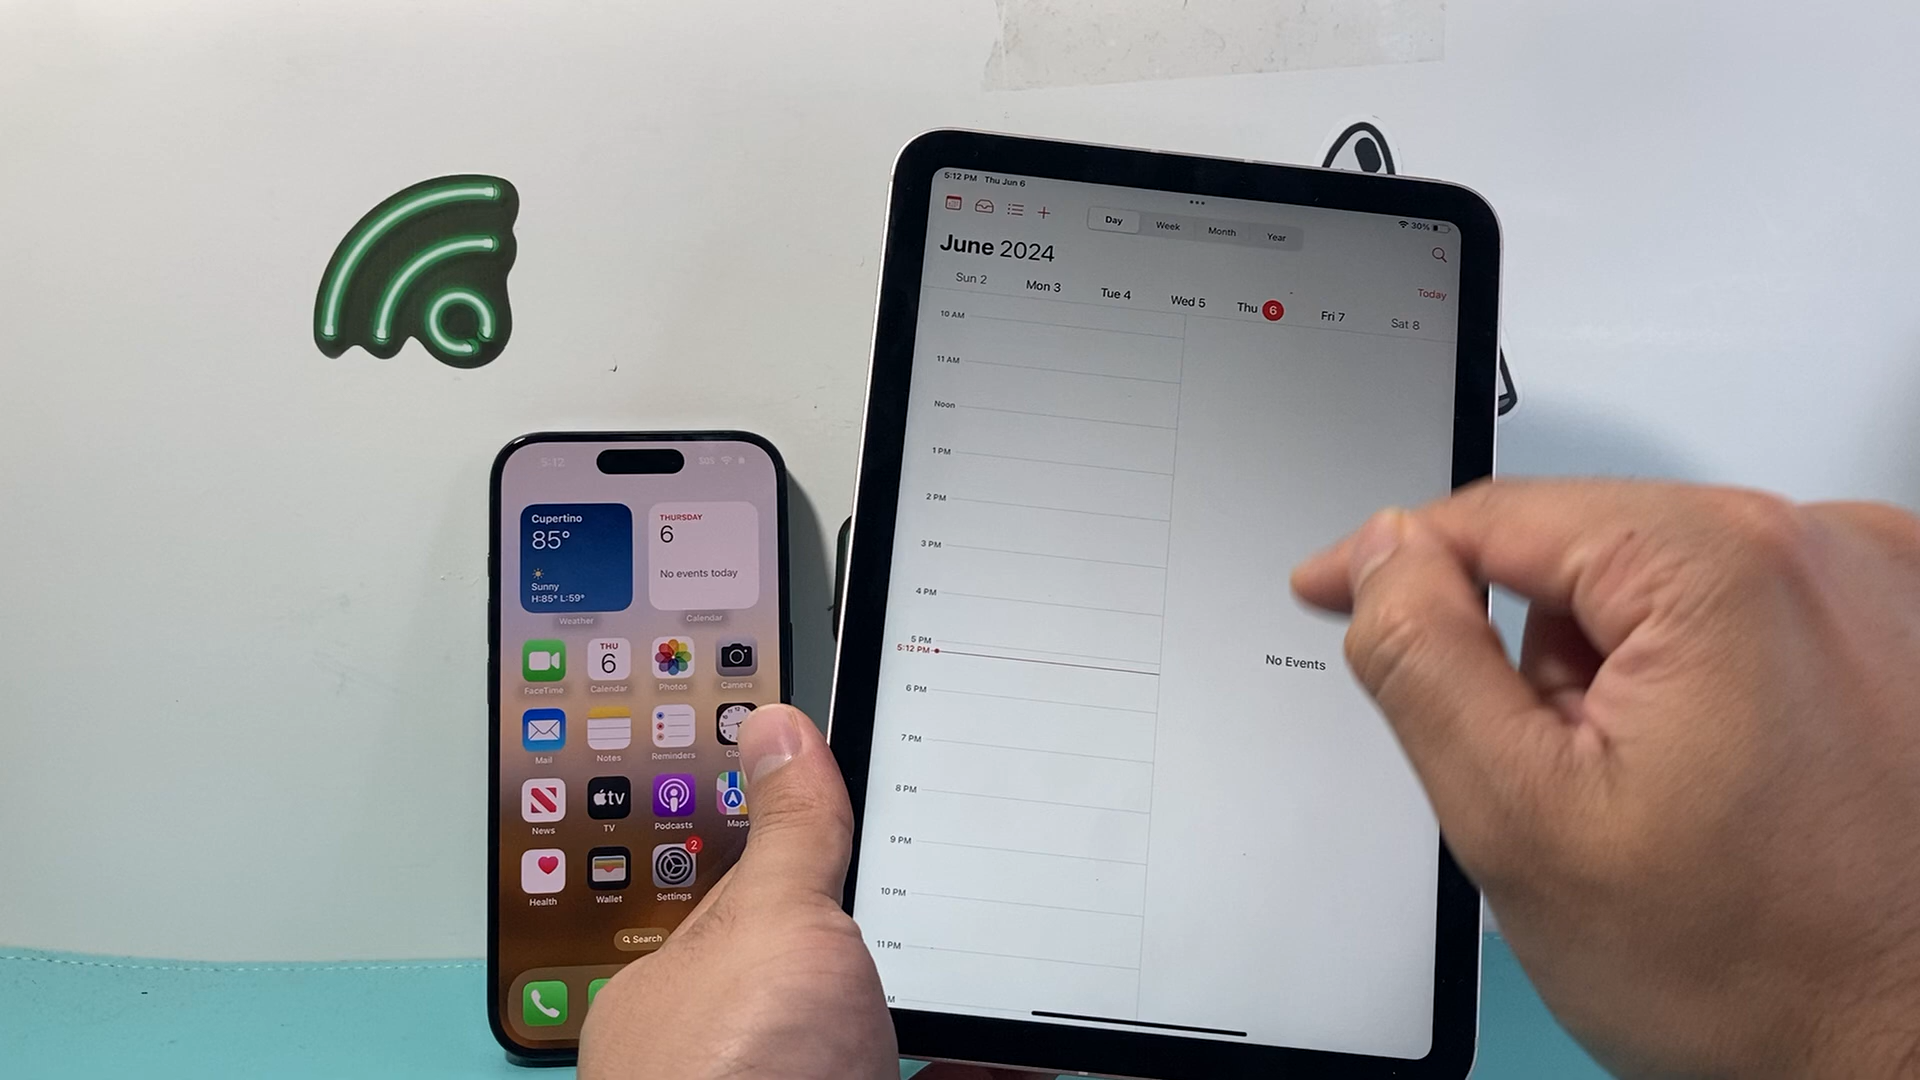 5:12
SOS
Cupertino
85°
Sunny
H:85° L:59°
Weather
THURSDAY
6
No events today
Calendar
THU
6
FaceTime
Calendar
Photos
Camera
Mail
Notes
Reminders
Clo
News
tv
TV
Podcasts
Maps
2
Health
Wallet
Settings
Search
5:12 PM Thu Jun 6
30%
Day Week Month Year
June 2024
Today
Sun 2 Mon 3 Tue 4 Wed 5 Thu 6 Fri 7 Sat 8
10 AM
11 AM
Noon
1 PM
2 PM
3 PM
4 PM
5 PM
5:12 PM
6 PM
7 PM
8 PM
9 PM
10 PM
11 PM
M
No Events